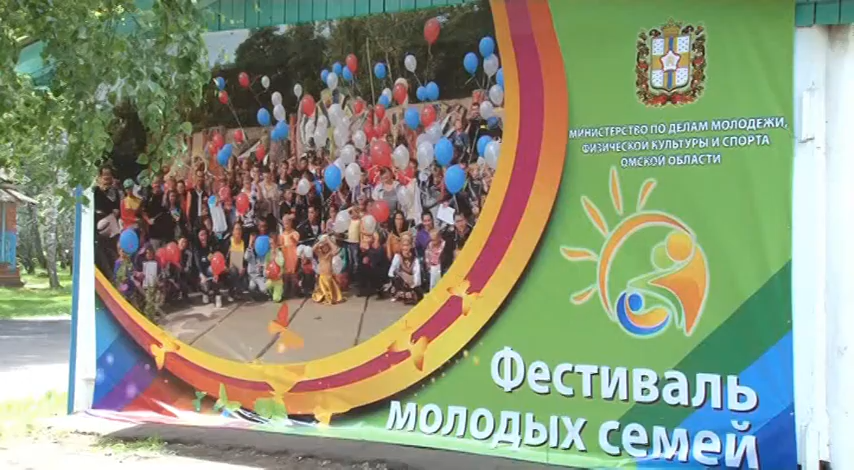 МИНИСТЕРСТВО ПО ДЕЛАМ МОЛОДЕЖИ,
ФИЗИЧЕСКОЙ КУЛЬТУРЫ И СПОРТА
ОМСКОЙ ОБЛАСТИ
Фестиваль
молодых семей